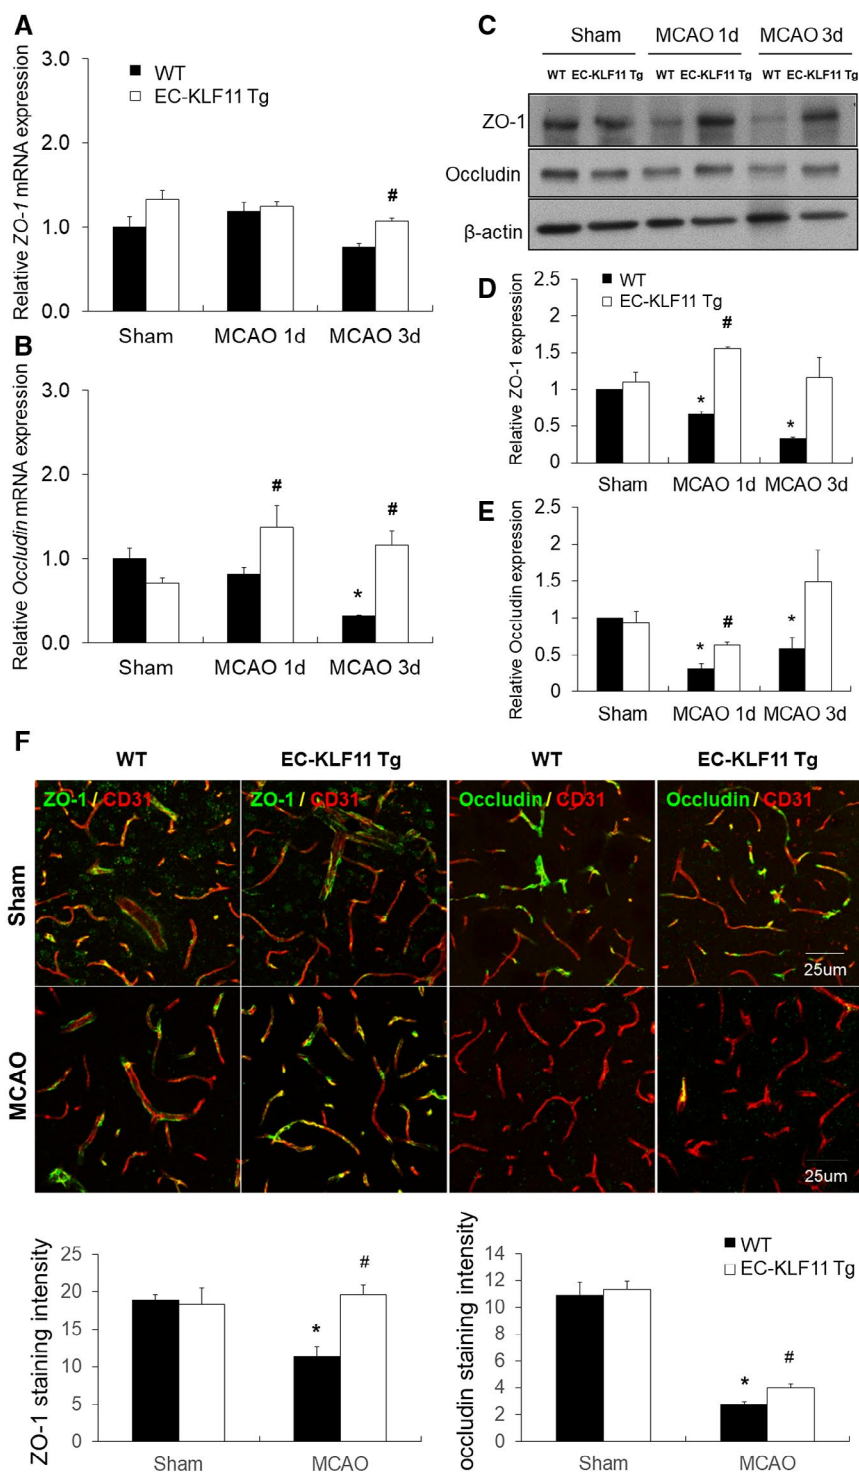 A
Relative ZO-1 mRNA expression
3.0
2.0
1.0
0.0
WT
EC-KLF11 Tg
#
Sham
MCAO 1d
MCAO 3d
B
Relative Occludin mRNA expression
3.0
2.0
1.0
0.0
#
#
*
Sham
MCAO 1d
MCAO 3d
C
Sham
MCAO 1d
MCAO 3d
WT EC-KLF11 Tg WT EC-KLF11 Tg WT EC-KLF11 Tg
ZO-1
Occludin
β-actin
D
Relative ZO-1 expression
2.5
2
1.5
1
0.5
0
WT
EC-KLF11 Tg
#
*
*
Sham
MCAO 1d
MCAO 3d
E
Relative Occludin expression
2.5
2
1.5
1
0.5
0
*
#
*
Sham
MCAO 1d
MCAO 3d
F
WT
EC-KLF11 Tg
WT
EC-KLF11 Tg
Sham
ZO-1 / CD31
ZO-1 / CD31
Occludin / CD31
Occludin / CD31
25um
MCAO
25um
ZO-1 staining intensity
25
20
15
10
5
0
*
#
Sham
MCAO
occludin staining intensity
14
12
10
8
6
4
2
0
WT
EC-KLF11 Tg
*
#
Sham
MCAO